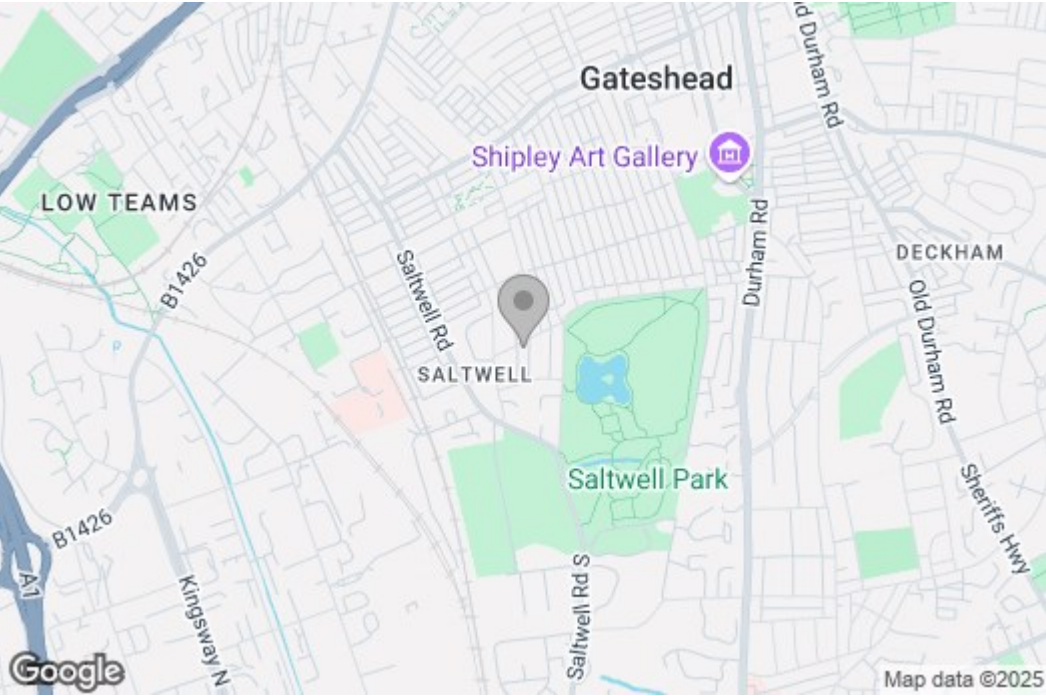 d Durham Rd
Gateshead
Shipley Art Gallery
LOW TEAMS
Durham Rd
DECKHAM
B1426
Saltwell Rd
Old Durham Rd
SALTWELL
Saltwell Park
Sheriffs Hwy
B1426
A1
Kingsway N
Saltwell Rd S
Google
Map data ©2025